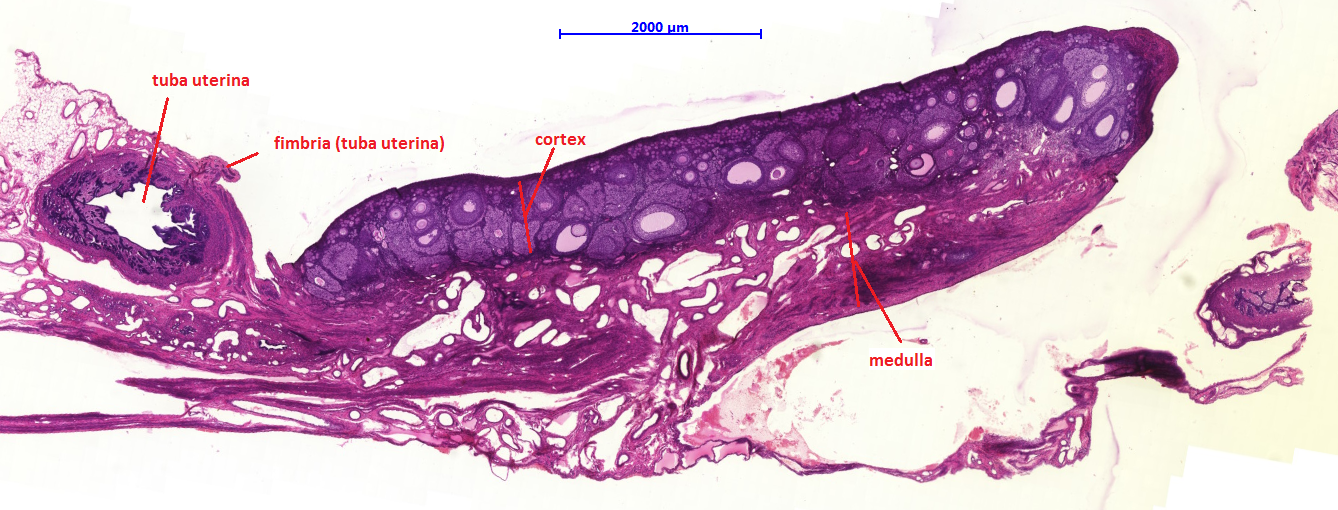 2000 µm
tuba uterina
fimbria (tuba uterina)
cortex
medulla